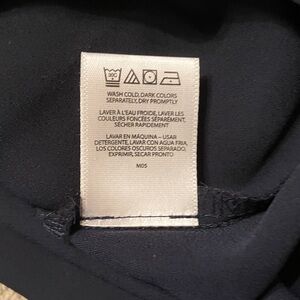 WASH COLD, DARK COLORS
SEPARATELY, DRY PROMPTLY
LAVER À L'EAU FROIDE, LAVER LES
COULEURS FONCÉES SÉPARÉMENT,
SÉCHER RAPIDEMENT
LAVAR EN MÁQUINA - USAR
DETERGENTE, LAVAR CON AGUA FRIA,
LOS COLORES OSCUROS SEPARADO,
EXPRIMIR, SECAR PRONTO
M05